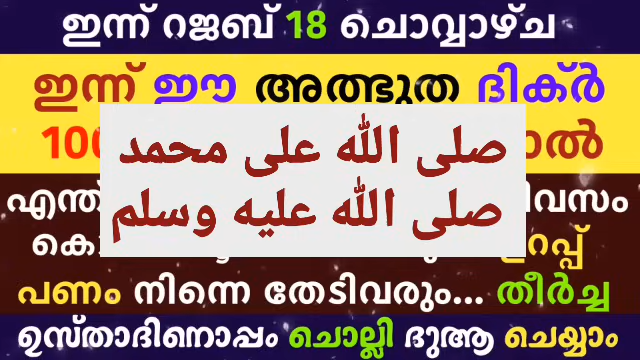 ഇന്ന് റജബ് 18 ചൊവ്വാഴ്ച
ഇന്ന് ഈ അത്ഭുത ദിക്ർ
صلى الله على محمد
صلى الله عليه وسلم
പണം നിന്നെ തേടിവരും... തീർച്ച
ഉസ്താദിനൊപ്പം ചൊല്ലി ദുആ ചെയ്യാം